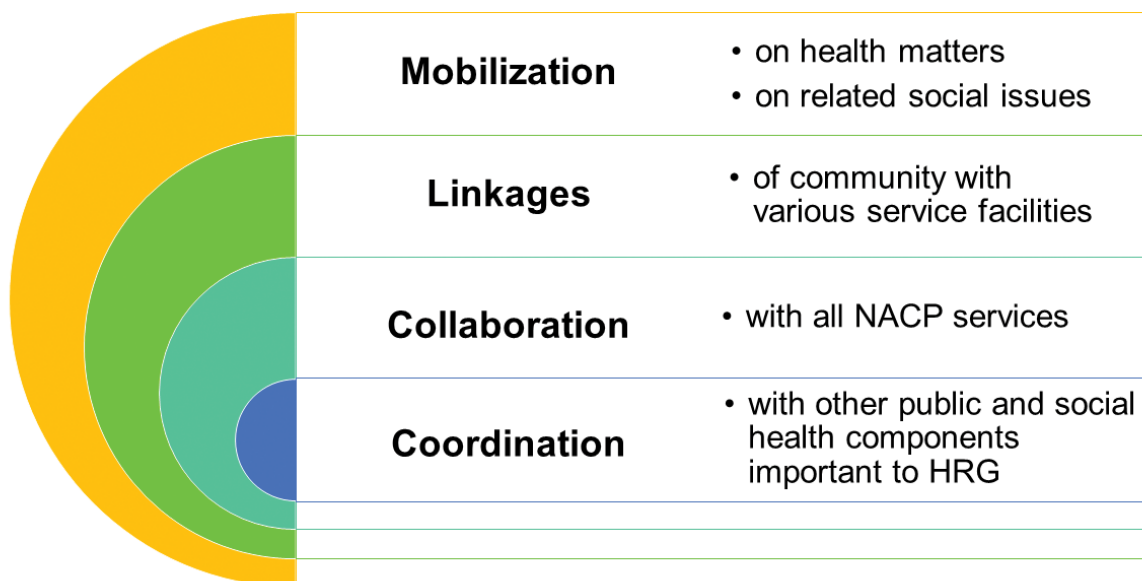 Mobilization
• on health matters
• on related social issues
Linkages
• of community with
various service facilities
Collaboration
• with all NACP services
Coordination
• with other public and social
health components
important to HRG